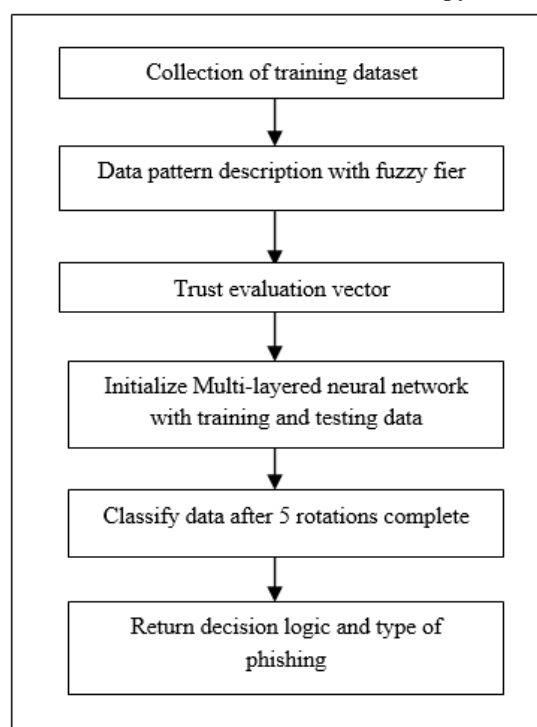 Collection of training dataset
Data pattern description with fuzzy fier
Trust evaluation vector
Initialize Multi-layered neural network
with training and testing data
Classify data after 5 rotations complete
Return decision logic and type of
phishing